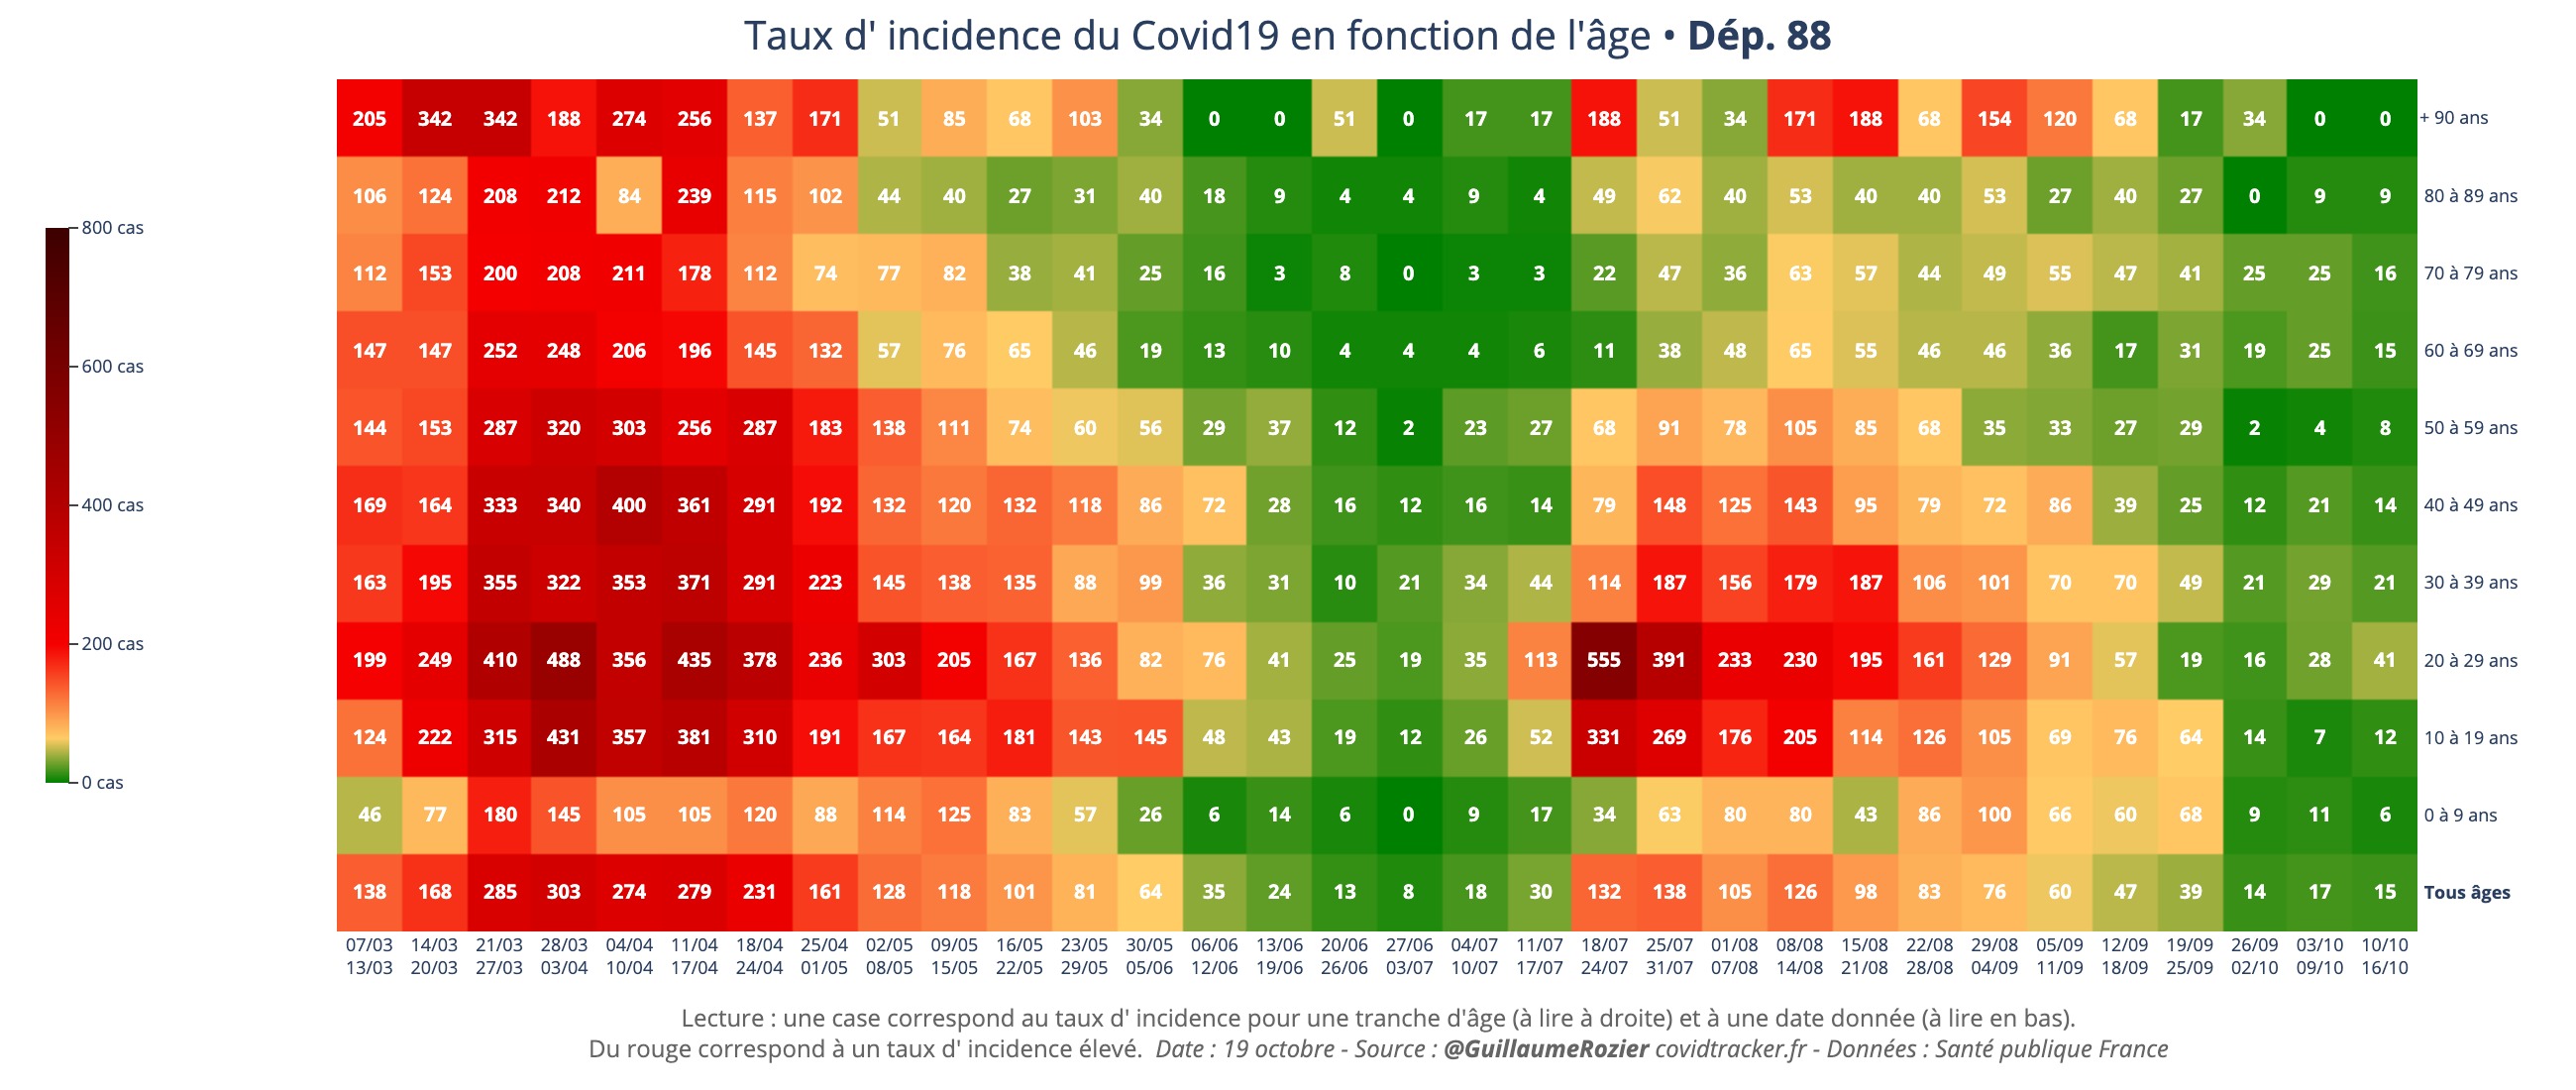 Taux d' incidence du Covid19 en fonction de l'âge • Dép. 88
800 cas
600 cas
400 cas
200 cas
0 cas
205 342 342 188 274 256 137 171 51 85 68 103 34 0 0 51 0 17 17 188 51 34 171 188 68 154 120 68 17 34 0 0 + 90 ans
106 124 208 212 84 239 115 102 44 40 27 31 40 18 9 4 4 9 4 49 62 40 53 40 40 53 27 40 27 0 9 9 80 à 89 ans
112 153 200 208 211 178 112 74 77 82 38 41 25 16 3 8 0 3 3 22 47 36 63 57 44 49 55 47 41 25 25 16 70 à 79 ans
147 147 252 248 206 196 145 132 57 76 65 46 19 13 10 4 4 4 6 11 38 48 65 55 46 46 36 17 31 19 25 15 60 à 69 ans
144 153 287 320 303 256 287 183 138 111 74 60 56 29 37 12 2 23 27 68 91 78 105 85 68 35 33 27 29 2 4 8 50 à 59 ans
169 164 333 340 400 361 291 192 132 120 132 118 86 72 28 16 12 16 14 79 148 125 143 95 79 72 86 39 25 12 21 14 40 à 49 ans
163 195 355 322 353 371 291 223 145 138 135 88 99 36 31 10 21 34 44 114 187 156 179 187 106 101 70 70 49 21 29 21 30 à 39 ans
199 249 410 488 356 435 378 236 303 205 167 136 82 76 41 25 19 35 113 555 391 233 230 195 161 129 91 57 19 16 28 41 20 à 29 ans
124 222 315 431 357 381 310 191 167 164 181 143 145 48 43 19 12 26 52 331 269 176 205 114 126 105 69 76 64 14 7 12 10 à 19 ans
46 77 180 145 105 105 120 88 114 125 83 57 26 6 14 6 0 9 17 34 63 80 80 43 86 100 66 60 68 9 11 6 0 à 9 ans
138 168 285 303 274 279 231 161 128 118 101 81 64 35 24 13 8 18 30 132 138 105 126 98 83 76 60 47 39 14 17 15 Tous âges
07/03 14/03 21/03 28/03 04/04 11/04 18/04 25/04 02/05 09/05 16/05 23/05 30/05 06/06 13/06 20/06 27/06 04/07 11/07 18/07 25/07 01/08 08/08 15/08 22/08 29/08 05/09 12/09 19/09 26/09 03/10 10/10
13/03 20/03 27/03 03/04 10/04 17/04 24/04 01/05 08/05 15/05 22/05 29/05 05/06 12/06 19/06 26/06 03/07 10/07 17/07 24/07 31/07 07/08 14/08 21/08 28/08 04/09 11/09 18/09 25/09 02/10 09/10 16/10
Lecture : une case correspond au taux d' incidence pour une tranche d'âge (à lire à droite) et à une date donnée (à lire en bas).
Du rouge correspond à un taux d' incidence élevé. Date : 19 octobre - Source : @GuillaumeRozier covidtracker.fr - Données : Santé publique France